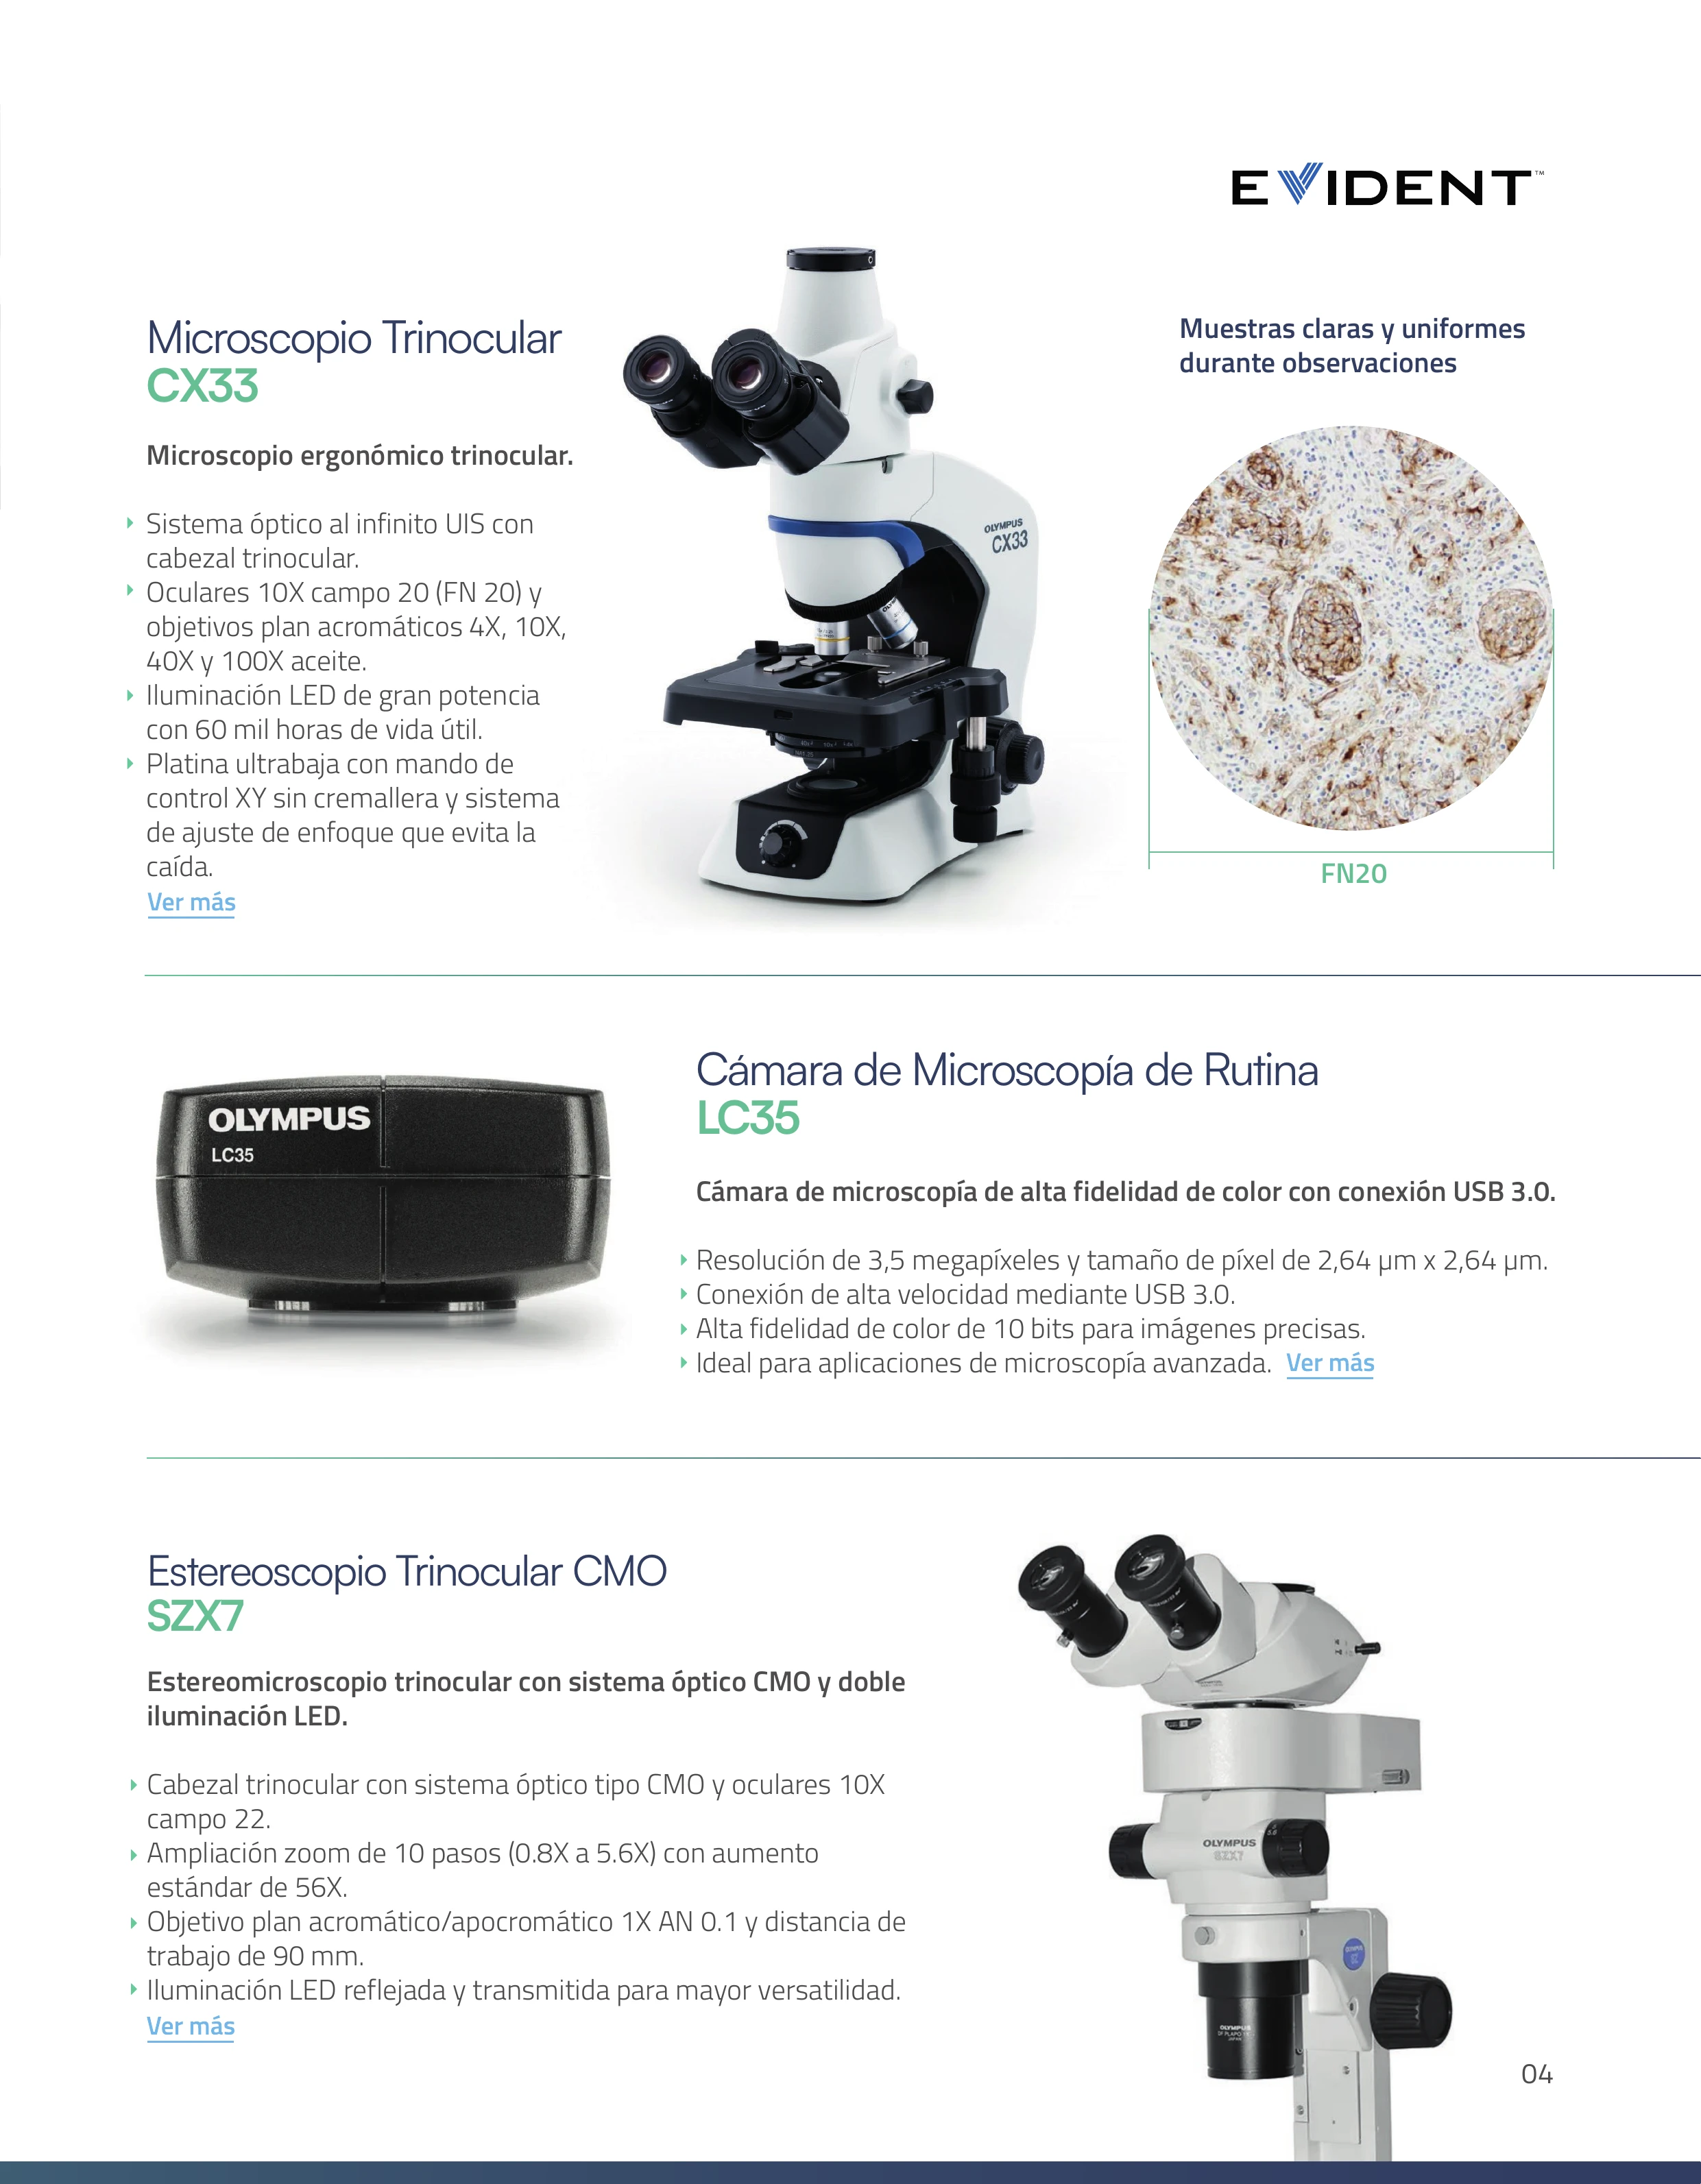 EVIDENT™
Microscopio Trinocular
CX33
Microscopio ergonómico trinocular.
Sistema óptico al infinito UIS con
cabezal trinocular.
Oculares 10X campo 20 (FN 20) y
objetivos plan acromáticos 4X, 10X,
40X y 100X aceite.
Iluminación LED de gran potencia
con 60 mil horas de vida útil.
Platina ultrabaja con mando de
control XY sin cremallera y sistema
de ajuste de enfoque que evita la
caída.
Ver más
OLYMPUS
CX33
Muestras claras y uniformes
durante observaciones
FN20
OLYMPUS
LC35
Cámara de Microscopía de Rutina
LC35
Cámara de microscopía de alta fidelidad de color con conexión USB 3.0.
Resolución de 3,5 megapíxeles y tamaño de píxel de 2,64 µm x 2,64 µm.
Conexión de alta velocidad mediante USB 3.0.
Alta fidelidad de color de 10 bits para imágenes precisas.
Ideal para aplicaciones de microscopía avanzada. Ver más
Estereoscopio Trinocular CMO
SZX7
Estereomicroscopio trinocular con sistema óptico CMO y doble
iluminación LED.
Cabezal trinocular con sistema óptico tipo CMO y oculares 10X
campo 22.
Ampliación zoom de 10 pasos (0.8X a 5.6X) con aumento
estándar de 56X.
Objetivo plan acromático/apocromático 1X AN 0.1 y distancia de
trabajo de 90 mm.
Iluminación LED reflejada y transmitida para mayor versatilidad.
Ver más
OLYMPUS
SZX7
5.6
OLYMPUS
DF PLAPO 1X
JAPAN
04